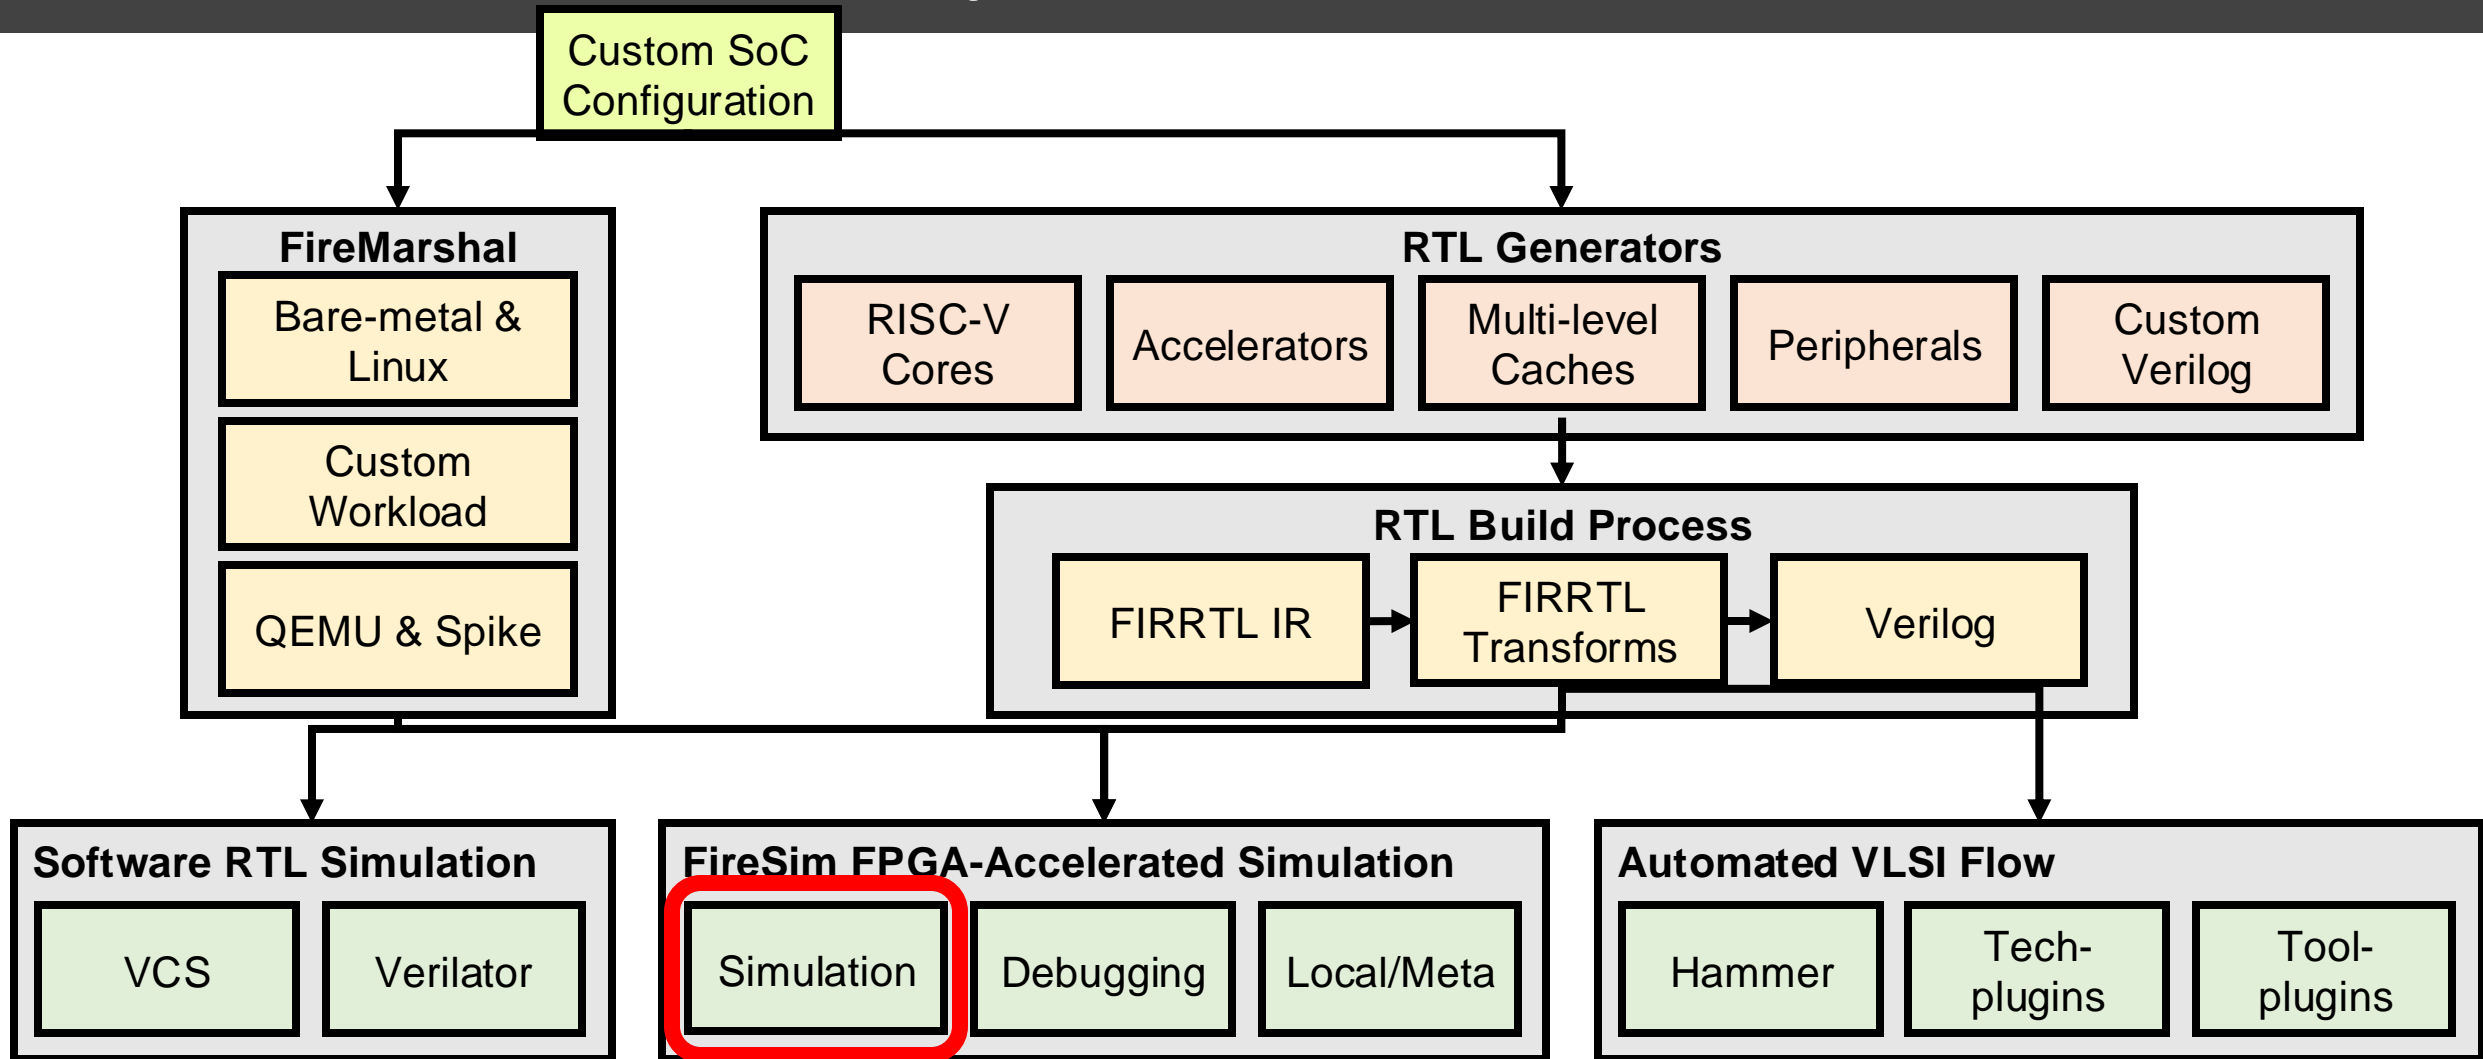 Custom SoC
Configuration
FireMarshal
Bare-metal &
Linux
Custom
Workload
QEMU & Spike
RTL Generators
RISC-V
Cores
Accelerators
Multi-level
Caches
Peripherals
Custom
Verilog
RTL Build Process
FIRRTL IR
FIRRTL
Transforms
Verilog
Software RTL Simulation
VCS
Verilator
FireSim FPGA-Accelerated Simulation
Simulation
Debugging
Local/Meta
Automated VLSI Flow
Hammer
Tech-
plugins
Tool-
plugins